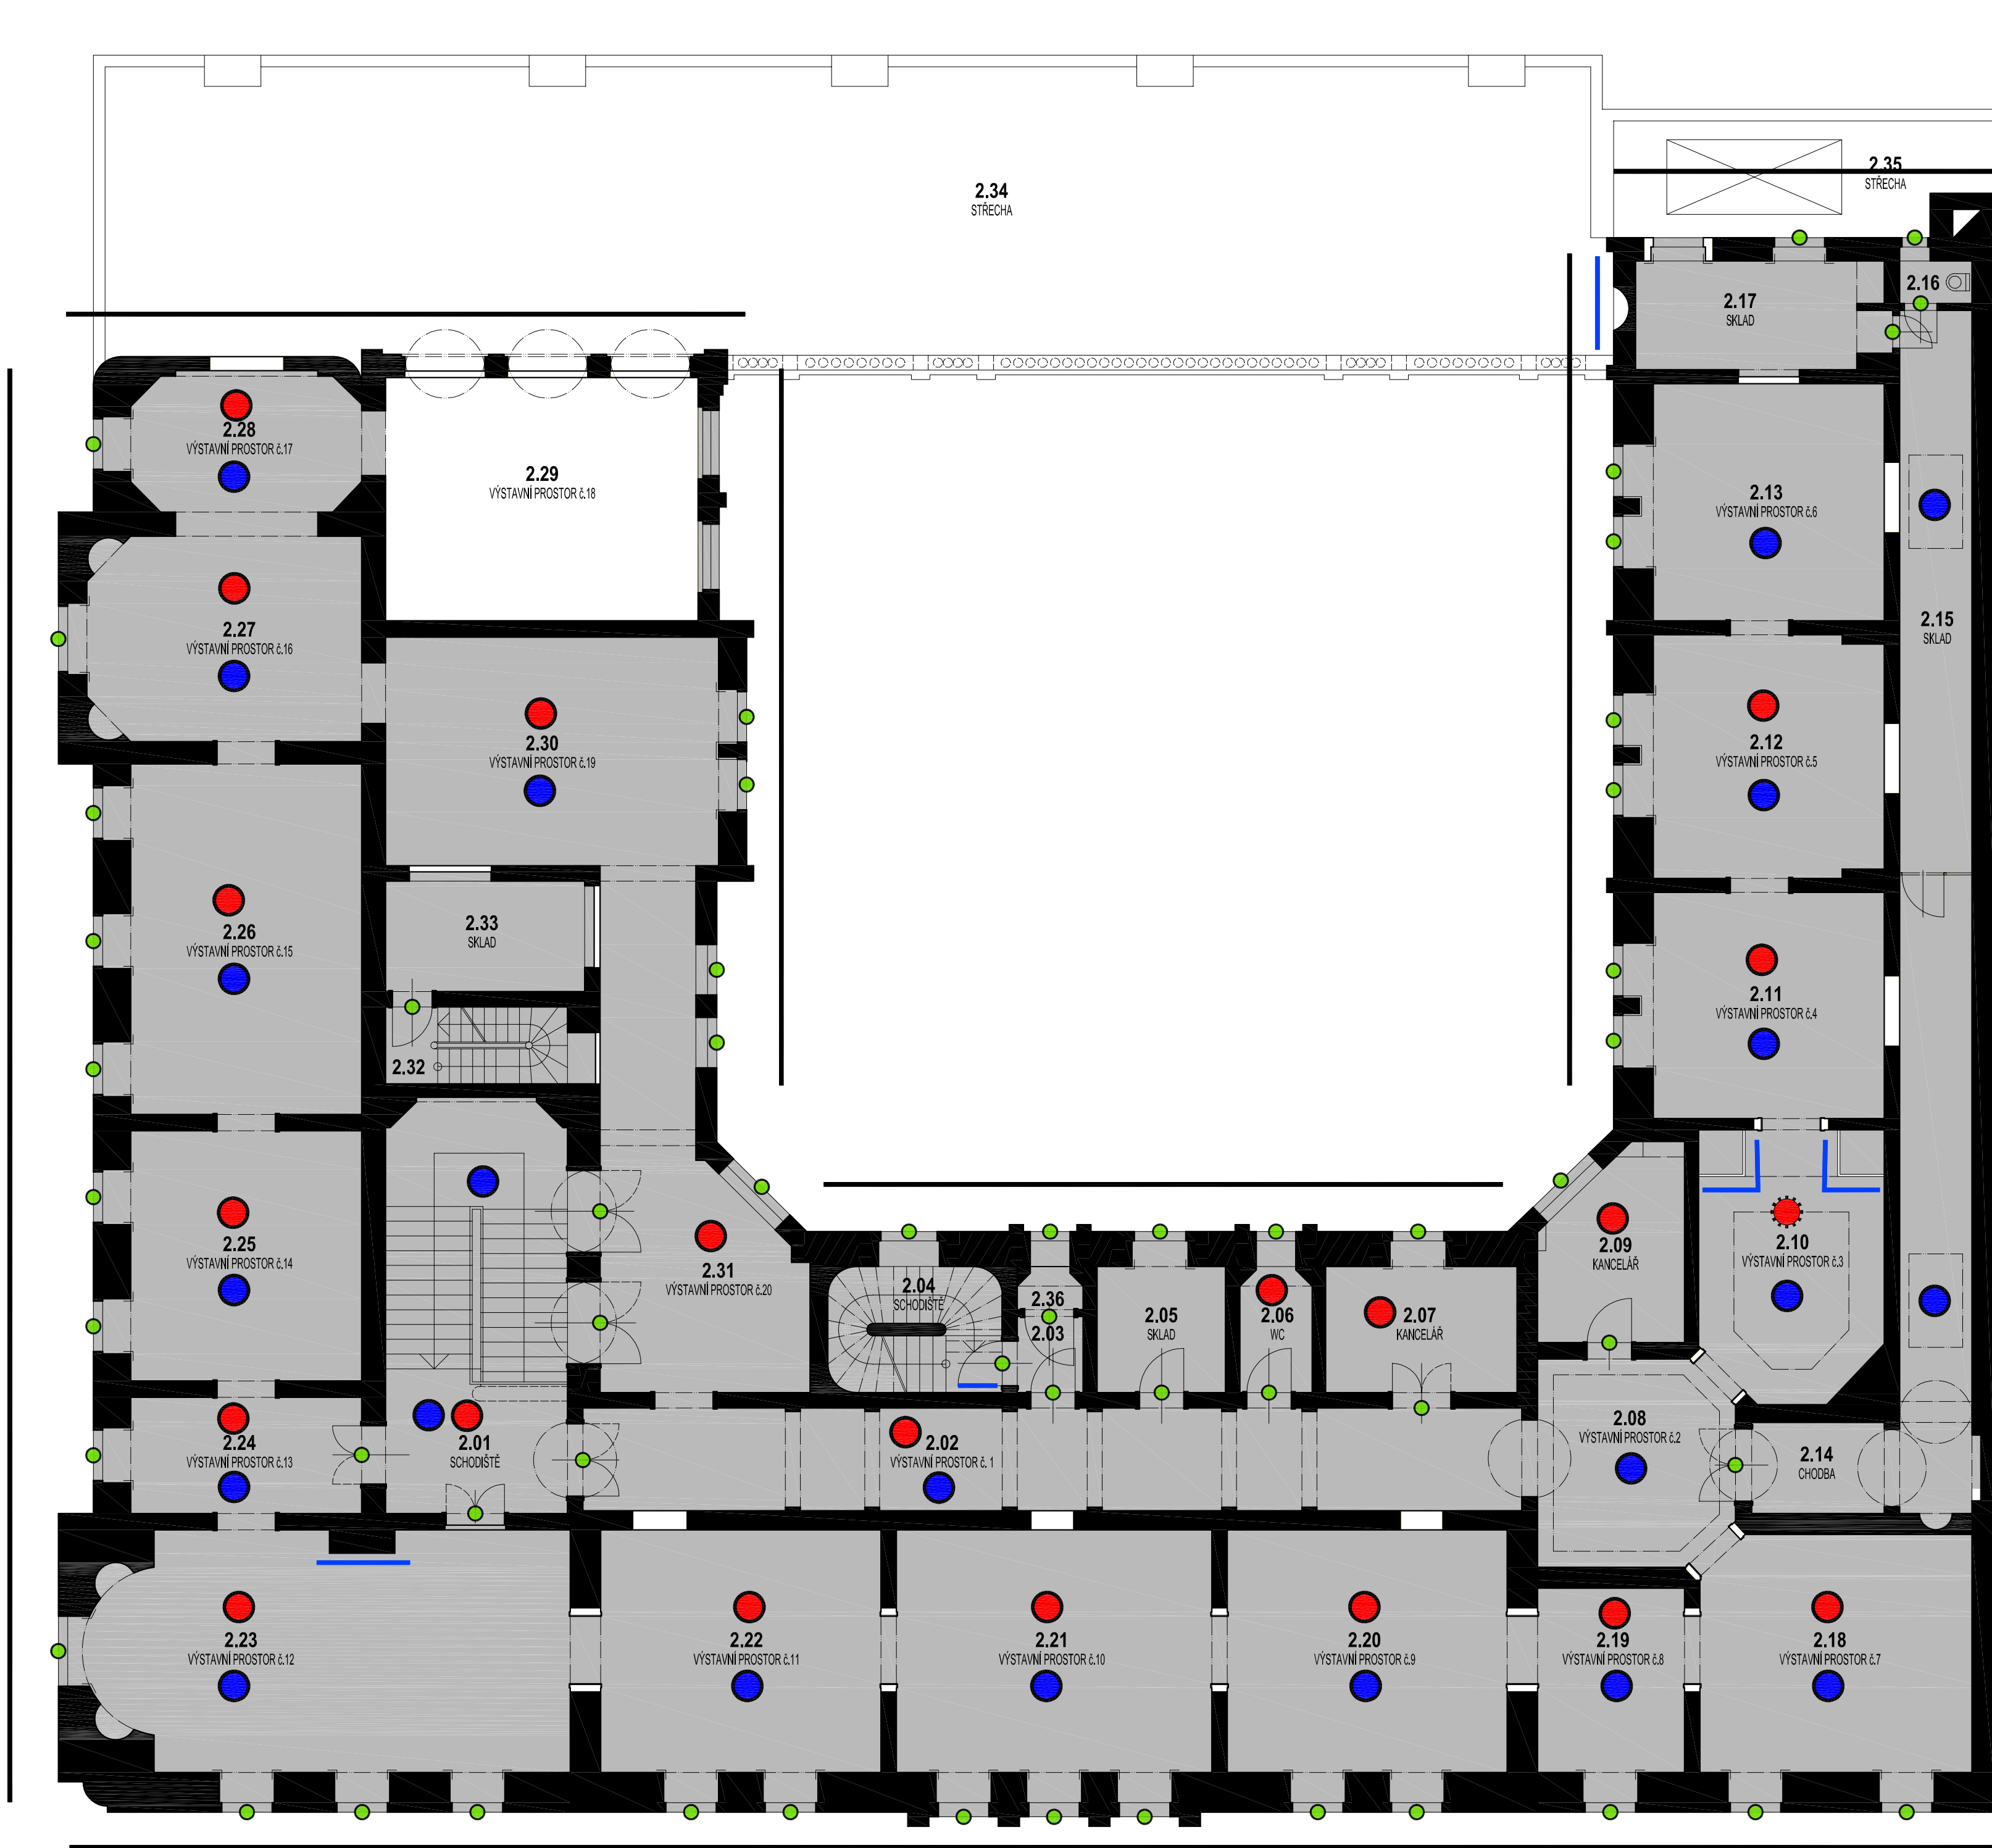 2.35
STŘECHA
2.34
STŘECHA
2.16
2.17
SKLAD
2.28
VÝSTAVNÍ PROSTOR č.17
2.29
VÝSTAVNÍ PROSTOR č.18
2.13
VÝSTAVNÍ PROSTOR č.6
2.15
SKLAD
2.27
VÝSTAVNÍ PROSTOR č.16
2.30
VÝSTAVNÍ PROSTOR č.19
2.12
VÝSTAVNÍ PROSTOR č.5
2.26
VÝSTAVNÍ PROSTOR č.15
2.33
SKLAD
2.11
VÝSTAVNÍ PROSTOR č.4
2.32
2.25
VÝSTAVNÍ PROSTOR č.14
2.31
VÝSTAVNÍ PROSTOR č.20
2.04
SCHODIŠTĚ
2.36
2.03
2.05
SKLAD
2.06
WC
2.07
KANCELÁŘ
2.09
KANCELÁŘ
2.10
VÝSTAVNÍ PROSTOR č.3
2.24
VÝSTAVNÍ PROSTOR č.13
2.01
SCHODIŠTĚ
2.02
VÝSTAVNÍ PROSTOR č. 1
2.08
VÝSTAVNÍ PROSTOR č.2
2.14
CHODBA
2.23
VÝSTAVNÍ PROSTOR č.12
2.22
VÝSTAVNÍ PROSTOR č.11
2.21
VÝSTAVNÍ PROSTOR č.10
2.20
VÝSTAVNÍ PROSTOR č.9
2.19
VÝSTAVNÍ PROSTOR č.8
2.18
VÝSTAVNÍ PROSTOR č.7